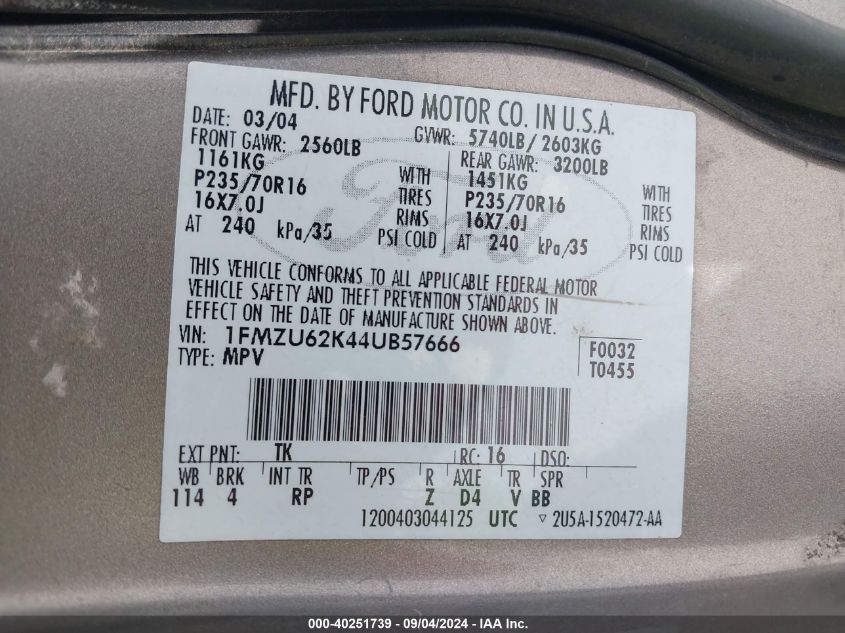 MFD. BY FORD MOTOR CO. IN U.S.A.
DATE: 03/04 GVWR: 5740LB/ 2603KG
FRONT GAWR: 2560LB REAR GAWR: 3200LB
1161KG WITH 1451KG WITH
P235/70R16 TIRES P235/70R16 TIRES
16X7.0J RIMS 16X7.0J RIMS
AT 240 kPa/35 PSI COLD AT 240 kPa/35 PSI COLD
Ford
THIS VEHICLE CONFORMS TO ALL APPLICABLE FEDERAL MOTOR
VEHICLE SAFETY AND THEFT PREVENTION STANDARDS IN
EFFECT ON THE DATE OF MANUFACTURE SHOWN ABOVE.
VIN: 1FMZU62K44UB57666 F0032
TYPE: MPV T0455
EXT PNT: TK RC: 16 DSO:
WB BRK INT TR TP/PS R AXLE TR SPR
114 4 RP Z D4 V BB
1200403044125 UTC ▽ 2U5A-1520472-AA
000-40251739 - 09/04/2024 - IAA Inc.